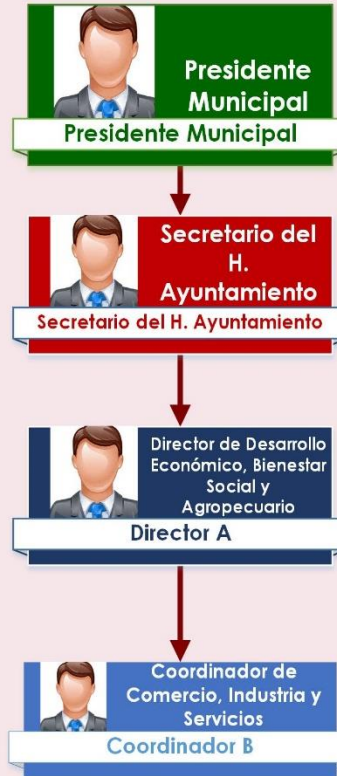 Presidente
Municipal
Presidente Municipal
Secretario del
H.
Ayuntamiento
Secretario del H. Ayuntamiento
Director de Desarrollo
Económico, Bienestar
Social y
Agropecuario
Director A
Coordinador de
Comercio, Industria y
Servicios
Coordinador B